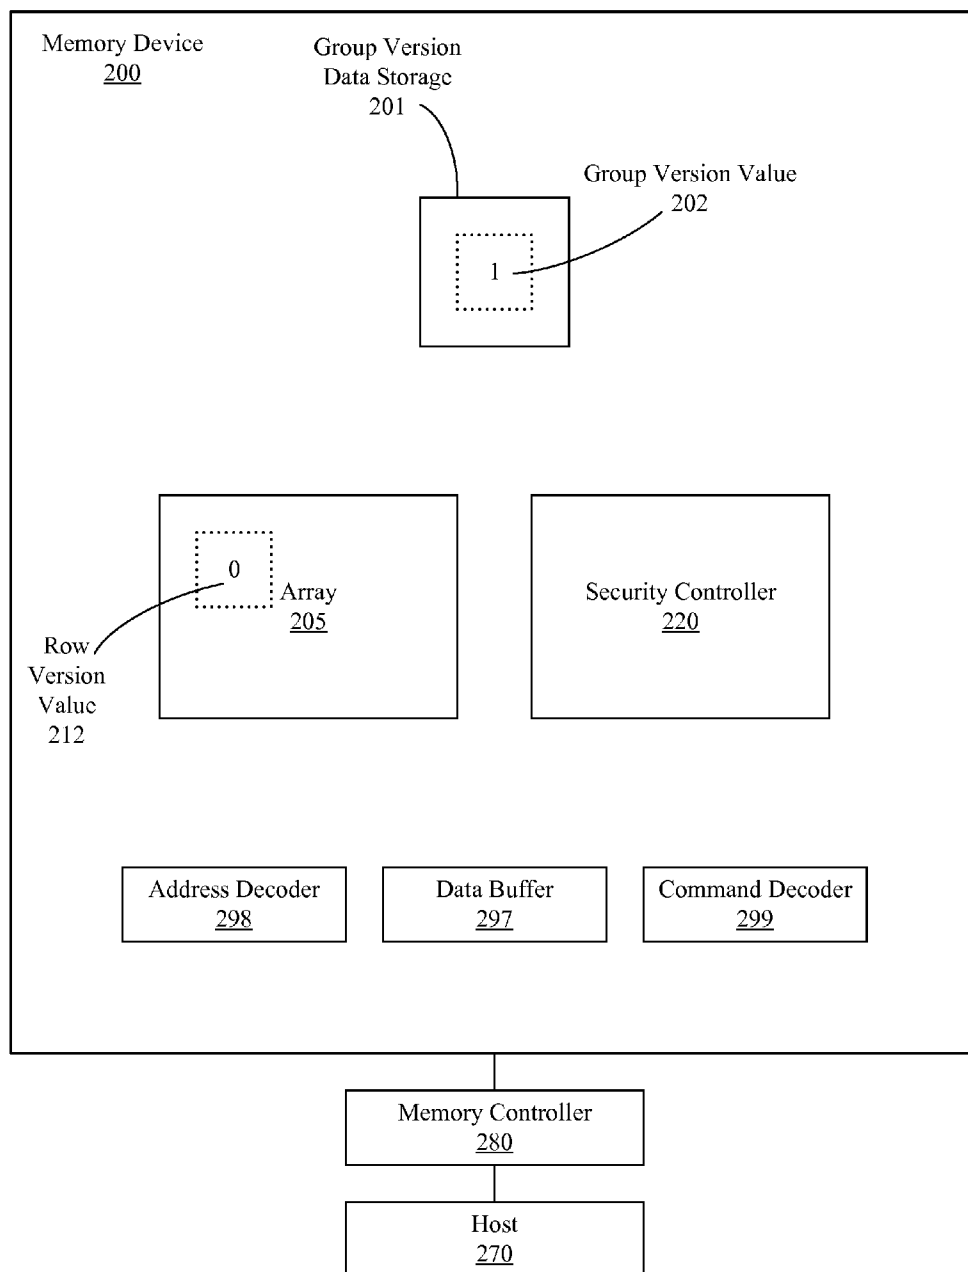 Memory Device
200
Group Version
Data Storage
201
Group Version Value
202
1
0
Array
205
Security Controller
220
Row
Version
Value
212
Address Decoder
298
Data Buffer
297
Command Decoder
299
Memory Controller
280
Host
270